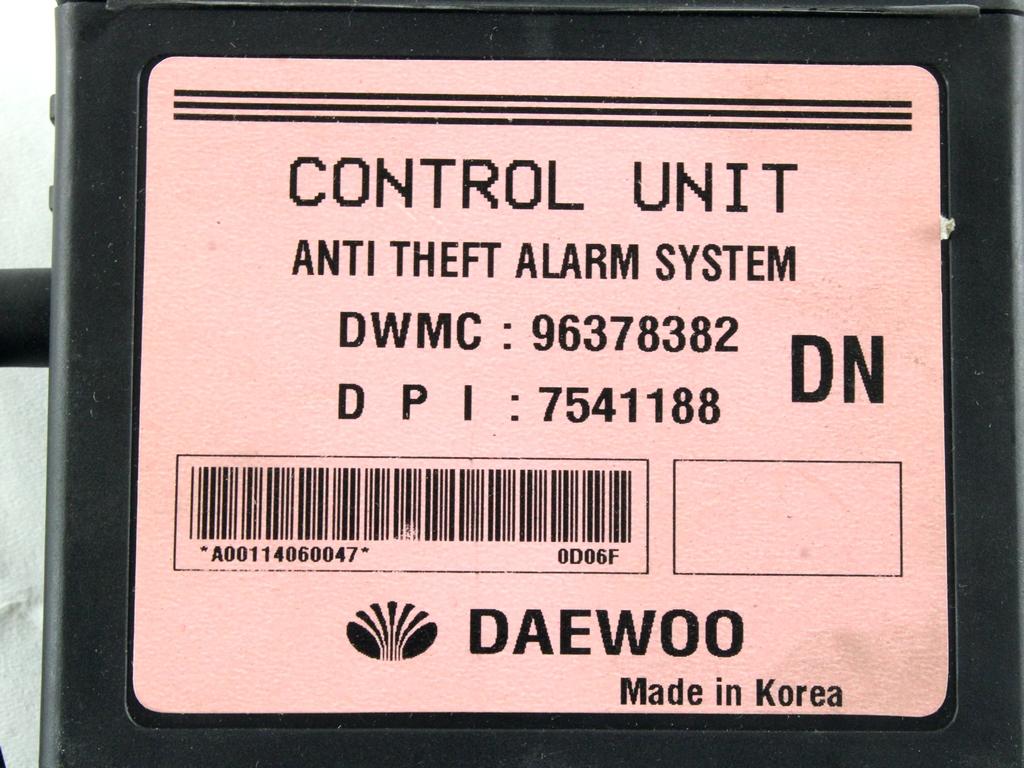 CONTROL UNIT
ANTI THEFT ALARM SYSTEM
DWMC : 96378382
D P I : 7541188
DN
*A00114060047* 0D06F
DAEWOO
Made in Korea